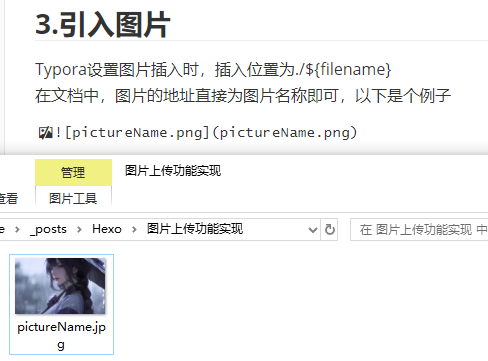 3.引入图片
Typora设置图片插入时，插入位置为./${filename}
在文档中，图片的地址直接为图片名称即可，以下是个例子
![pictureName.png](pictureName.png)
管理
图片上传功能实现
查看
图片工具
e › _posts › Hexo › 图片上传功能实现
在 图片上传功能实现 中
pictureName.jp
g